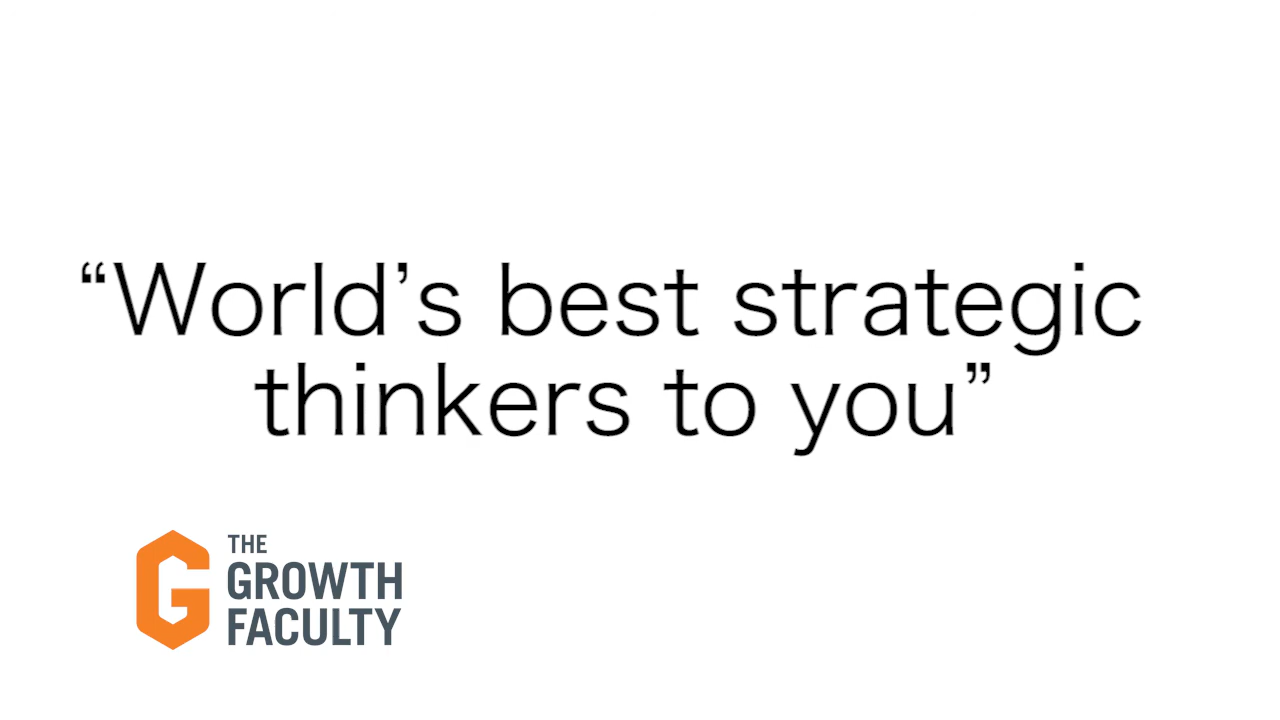 “World’s best strategic
thinkers to you”
THE
GROWTH
FACULTY